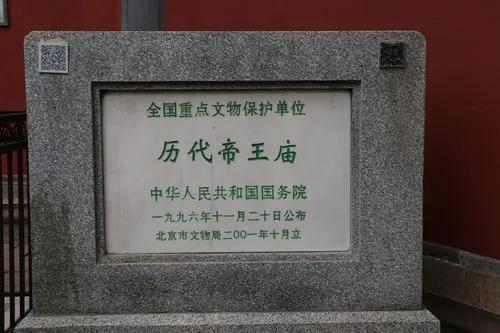 全国重点文物保护单位
历代帝王庙
中华人民共和国国务院
一九九六年十一月二十日公布
北京市文物局二00一年十月立